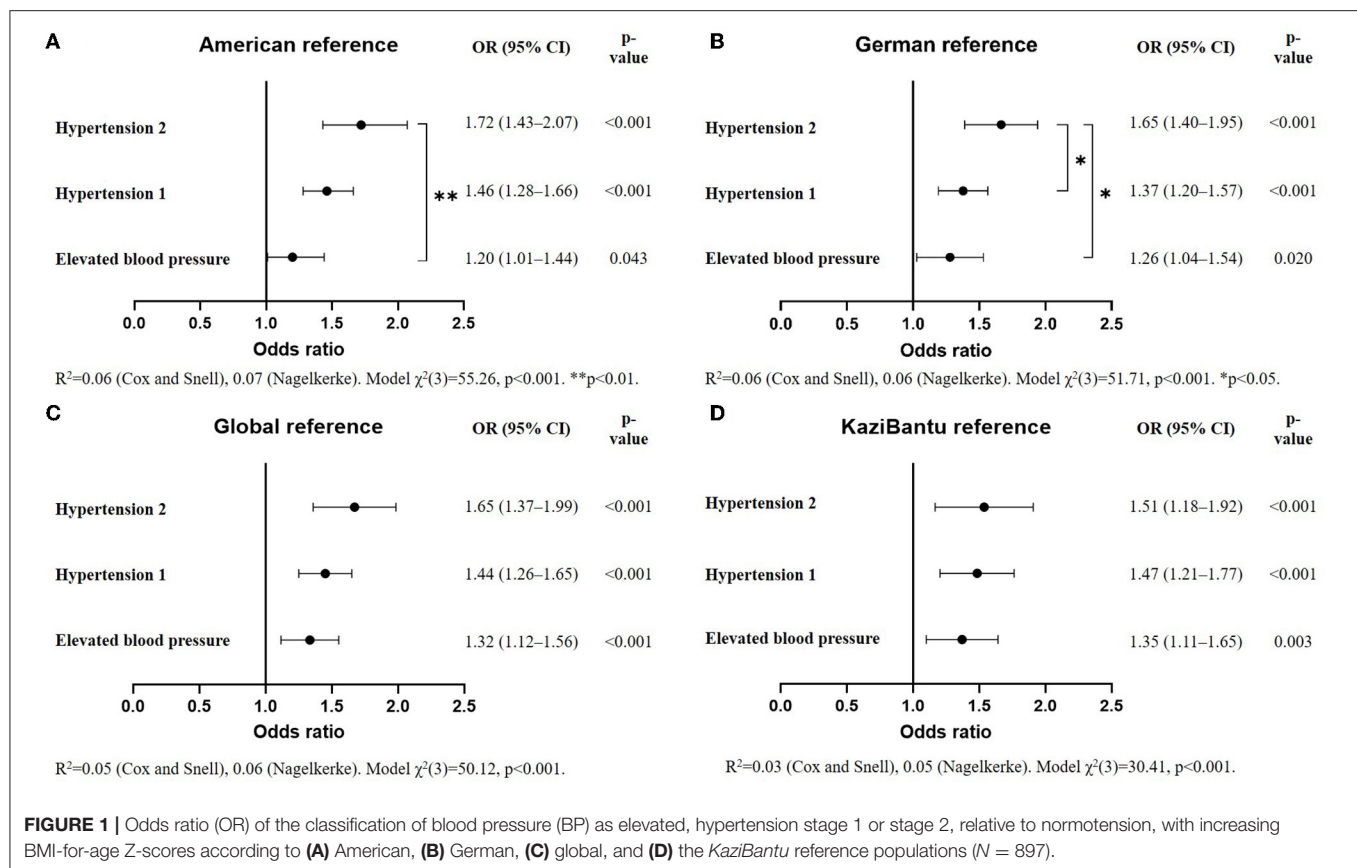 A
American reference
OR (95% CI)
p-
value
Hypertension 2
1.72 (1.43–2.07)
<0.001
Hypertension 1
**
1.46 (1.28–1.66)
<0.001
Elevated blood pressure
1.20 (1.01–1.44)
0.043
0.0 0.5 1.0 1.5 2.0 2.5
Odds ratio
R²=0.06 (Cox and Snell), 0.07 (Nagelkerke). Model χ²(3)=55.26, p<0.001. **p<0.01.
B
German reference
OR (95% CI)
p-
value
Hypertension 2
1.65 (1.40–1.95)
<0.001
*
Hypertension 1
*
1.37 (1.20–1.57)
<0.001
Elevated blood pressure
1.26 (1.04–1.54)
0.020
0.0 0.5 1.0 1.5 2.0 2.5
Odds ratio
R²=0.06 (Cox and Snell), 0.06 (Nagelkerke). Model χ²(3)=51.71, p<0.001. *p<0.05.
C
Global reference
OR (95% CI)
p-
value
Hypertension 2
1.65 (1.37–1.99)
<0.001
Hypertension 1
1.44 (1.26–1.65)
<0.001
Elevated blood pressure
1.32 (1.12–1.56)
<0.001
0.0 0.5 1.0 1.5 2.0 2.5
Odds ratio
R²=0.05 (Cox and Snell), 0.06 (Nagelkerke). Model χ²(3)=50.12, p<0.001.
D
KaziBantu reference
OR (95% CI)
p-
value
Hypertension 2
1.51 (1.18–1.92)
<0.001
Hypertension 1
1.47 (1.21–1.77)
<0.001
Elevated blood pressure
1.35 (1.11–1.65)
0.003
0.0 0.5 1.0 1.5 2.0 2.5
Odds ratio
R²=0.03 (Cox and Snell), 0.05 (Nagelkerke). Model χ²(3)=30.41, p<0.001.
FIGURE 1 | Odds ratio (OR) of the classification of blood pressure (BP) as elevated, hypertension stage 1 or stage 2, relative to normotension, with increasing
BMI-for-age Z-scores according to (A) American, (B) German, (C) global, and (D) the KaziBantu reference populations (N = 897).